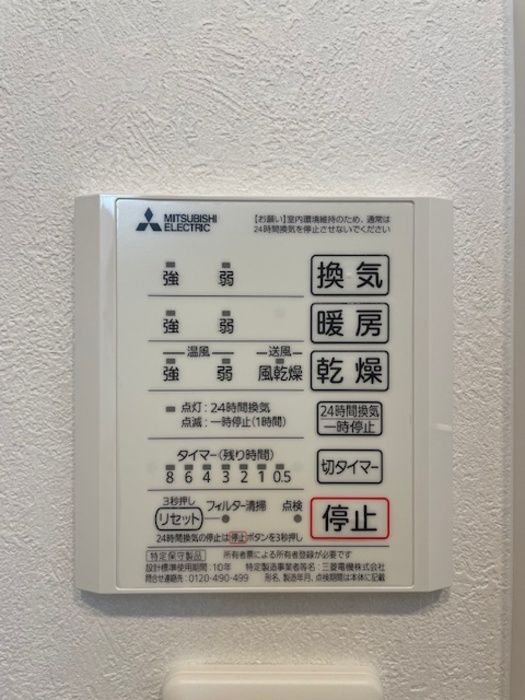 MITSUBISHI
ELECTRIC
【お願い】室内環境維持のため、通常は
24時間換気を停止させないでください
強 弱 換気
強 弱 暖房
温風 送風
強 弱 風乾燥 乾燥
点灯:24時間換気
点滅:一時停止(1時間)
24時間換気
一時停止
タイマー(残り時間)
8 6 4 3 2 1 0.5
切タイマー
3秒押し
リセット フィルター清掃 点検
停止
24時間換気の停止は停止ボタンを3秒押し
特定保守製品 所有者票による所有者登録が必要です
設計標準使用期間:10年 特定製造事業者等名:三菱電機株式会社
問合せ連絡先:0120-490-499 形名、製造年月、点検期間は本体に記載